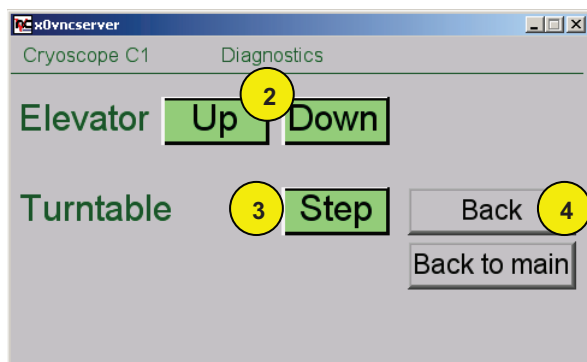 x0vncserver
Cryoscope C1 Diagnostics
2
Elevator Up Down
Turntable 3 Step Back 4
Back to main